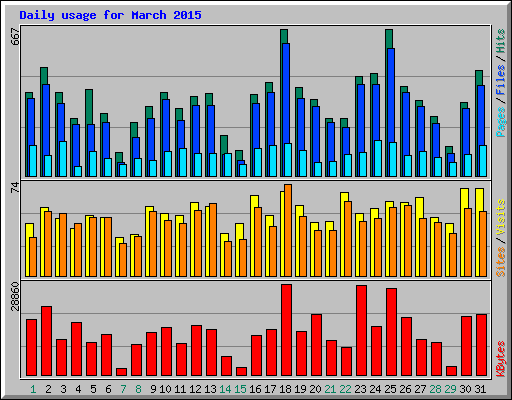 Daily usage for March 2015
667
Pages / Files / Hits
74
Sites / Visits
28860
KBytes
1 2 3 4 5 6 7 8 9 10 11 12 13 14 15 16 17 18 19 20 21 22 23 24 25 26 27 28 29 30 31